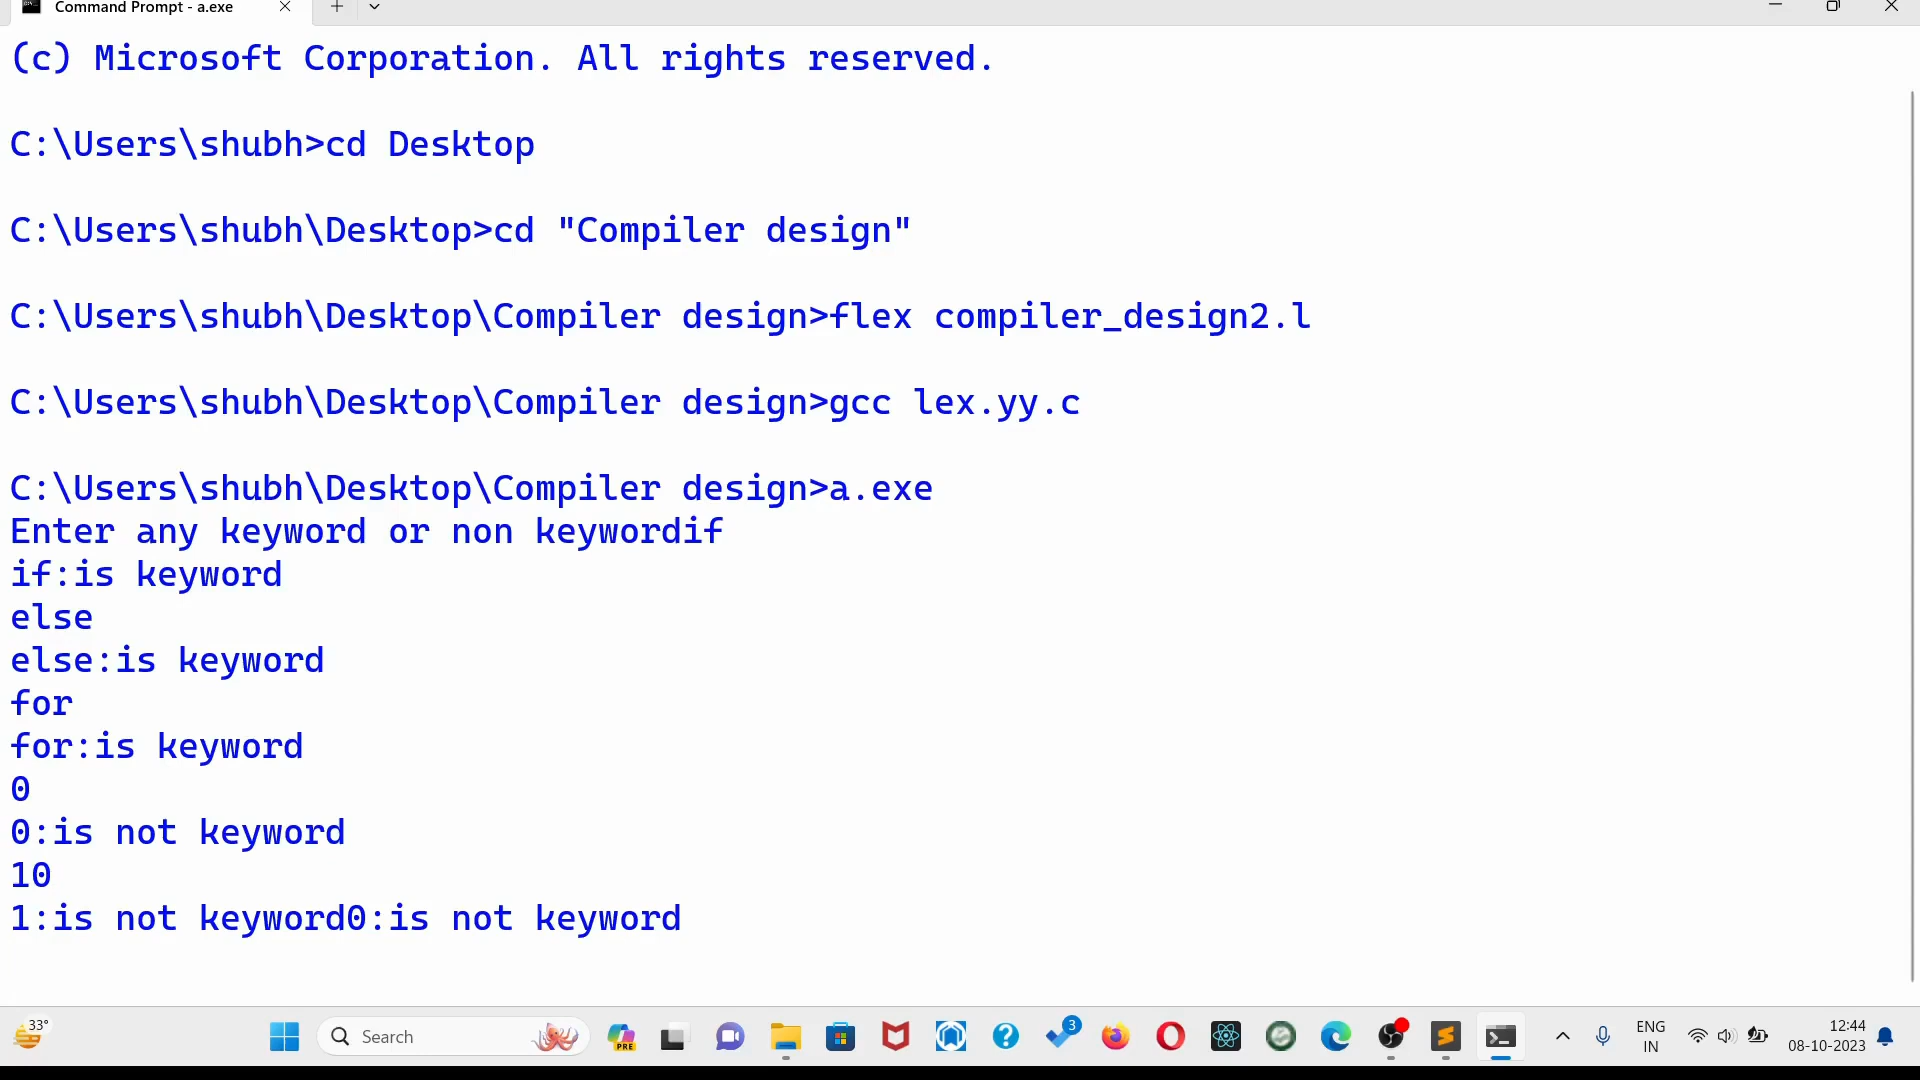 Command Prompt - a.exe
(c) Microsoft Corporation. All rights reserved.
C:\Users\shubh>cd Desktop
C:\Users\shubh\Desktop>cd "Compiler design"
C:\Users\shubh\Desktop\Compiler design>flex compiler_design2.l
C:\Users\shubh\Desktop\Compiler design>gcc lex.yy.c
C:\Users\shubh\Desktop\Compiler design>a.exe
Enter any keyword or non keywordif
if:is keyword
else
else:is keyword
for
for:is keyword
0
0:is not keyword
10
1:is not keyword0:is not keyword
33°
Search
PRE
3
ENG
IN
12:44
08-10-2023